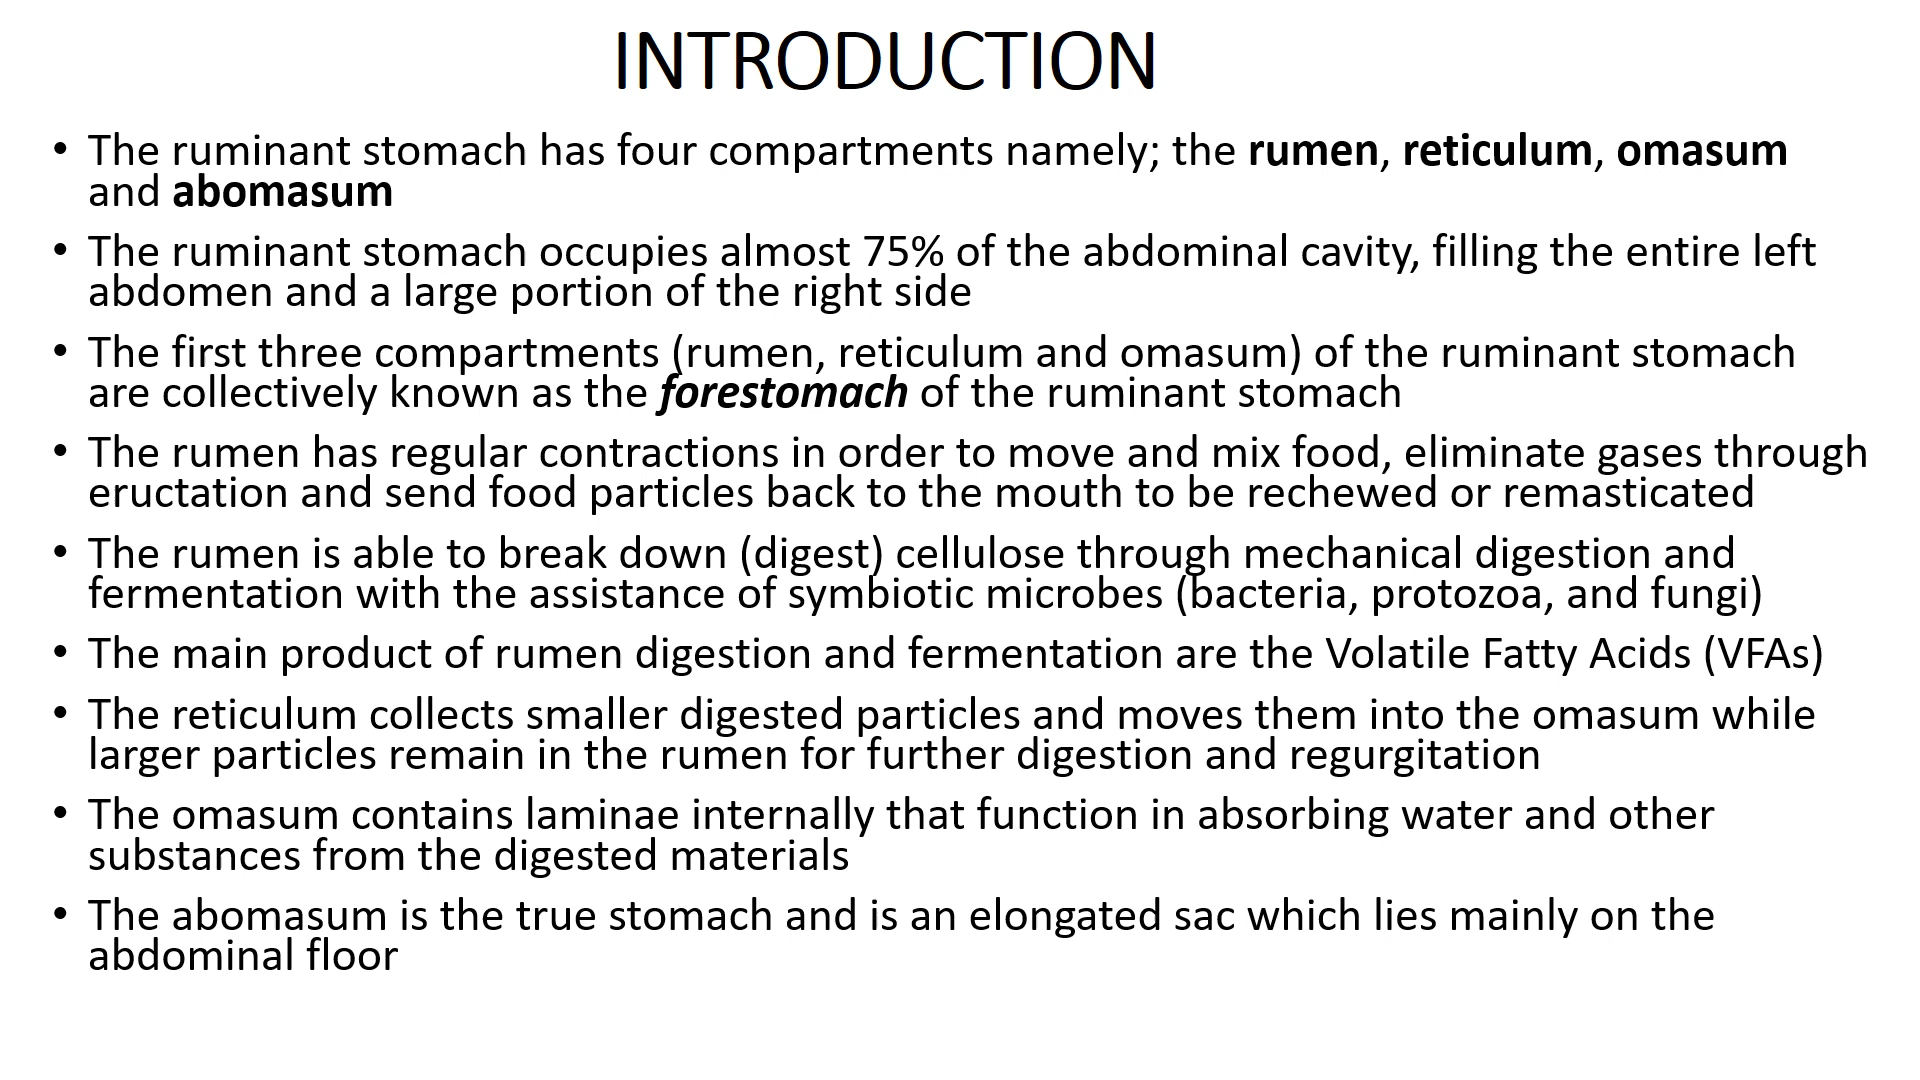 INTRODUCTION
• The ruminant stomach has four compartments namely; the rumen, reticulum, omasum
and abomasum
• The ruminant stomach occupies almost 75% of the abdominal cavity, filling the entire left
abdomen and a large portion of the right side
• The first three compartments (rumen, reticulum and omasum) of the ruminant stomach
are collectively known as the forestomach of the ruminant stomach
• The rumen has regular contractions in order to move and mix food, eliminate gases through
eructation and send food particles back to the mouth to be rechewed or remasticated
• The rumen is able to break down (digest) cellulose through mechanical digestion and
fermentation with the assistance of symbiotic microbes (bacteria, protozoa, and fungi)
• The main product of rumen digestion and fermentation are the Volatile Fatty Acids (VFAs)
• The reticulum collects smaller digested particles and moves them into the omasum while
larger particles remain in the rumen for further digestion and regurgitation
• The omasum contains laminae internally that function in absorbing water and other
substances from the digested materials
• The abomasum is the true stomach and is an elongated sac which lies mainly on the
abdominal floor